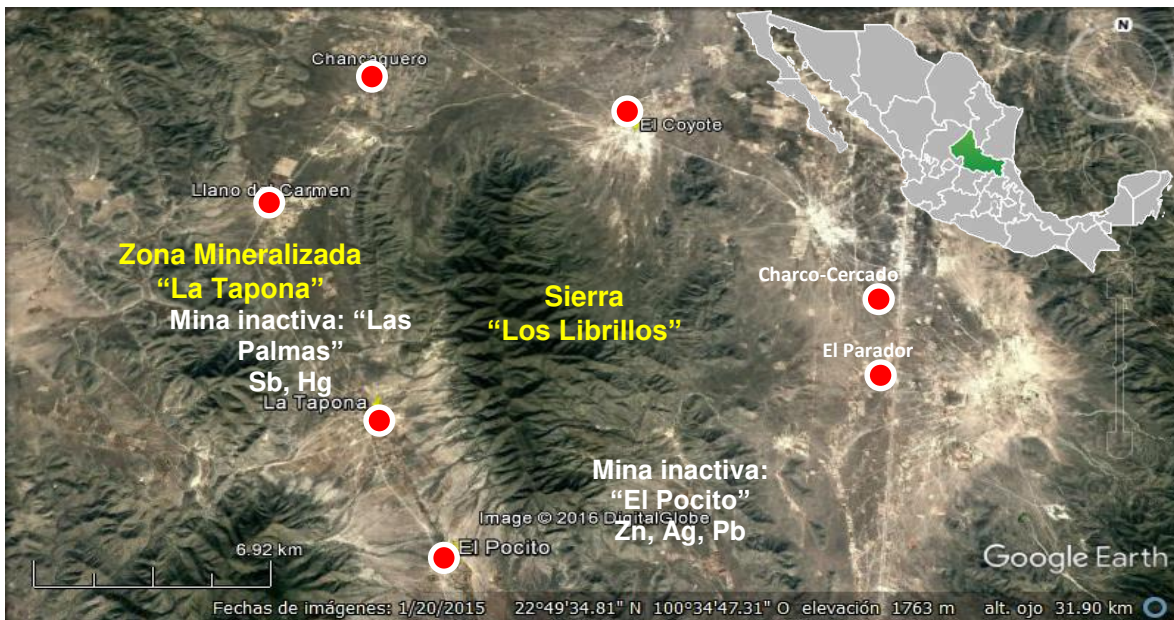 N
Chancaquero
El Coyote
Llano del Carmen
Zona Mineralizada
“La Tapona”
Mina inactiva: “Las
Palmas”
Sb, Hg
La Tapona
Sierra
“Los Librillos”
Charco-Cercado
El Parador
Mina inactiva:
“El Pocito”
Zn, Ag, Pb
Image © 2016 DigitalGlobe
El Pocito
6.92 km
Google Earth
Fechas de imágenes: 1/20/2015 22°49'34.81" N 100°34'47.31" O elevación 1763 m alt. ojo 31.90 km